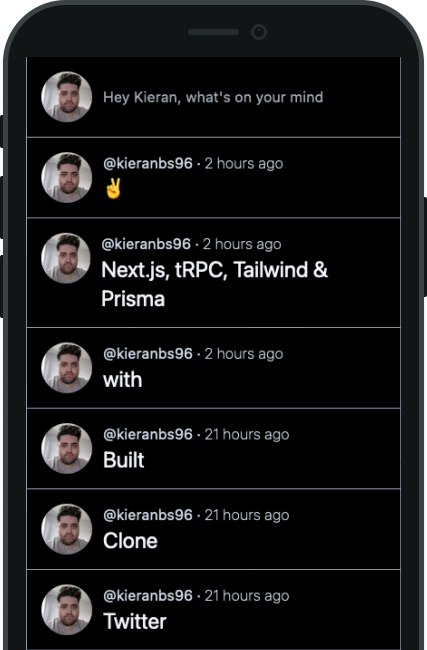 Hey Kieran, what's on your mind
@kieranbs96 · 2 hours ago
✌️
@kieranbs96 · 2 hours ago
Next.js, tRPC, Tailwind &
Prisma
@kieranbs96 · 2 hours ago
with
@kieranbs96 · 21 hours ago
Built
@kieranbs96 · 21 hours ago
Clone
@kieranbs96 · 21 hours ago
Twitter